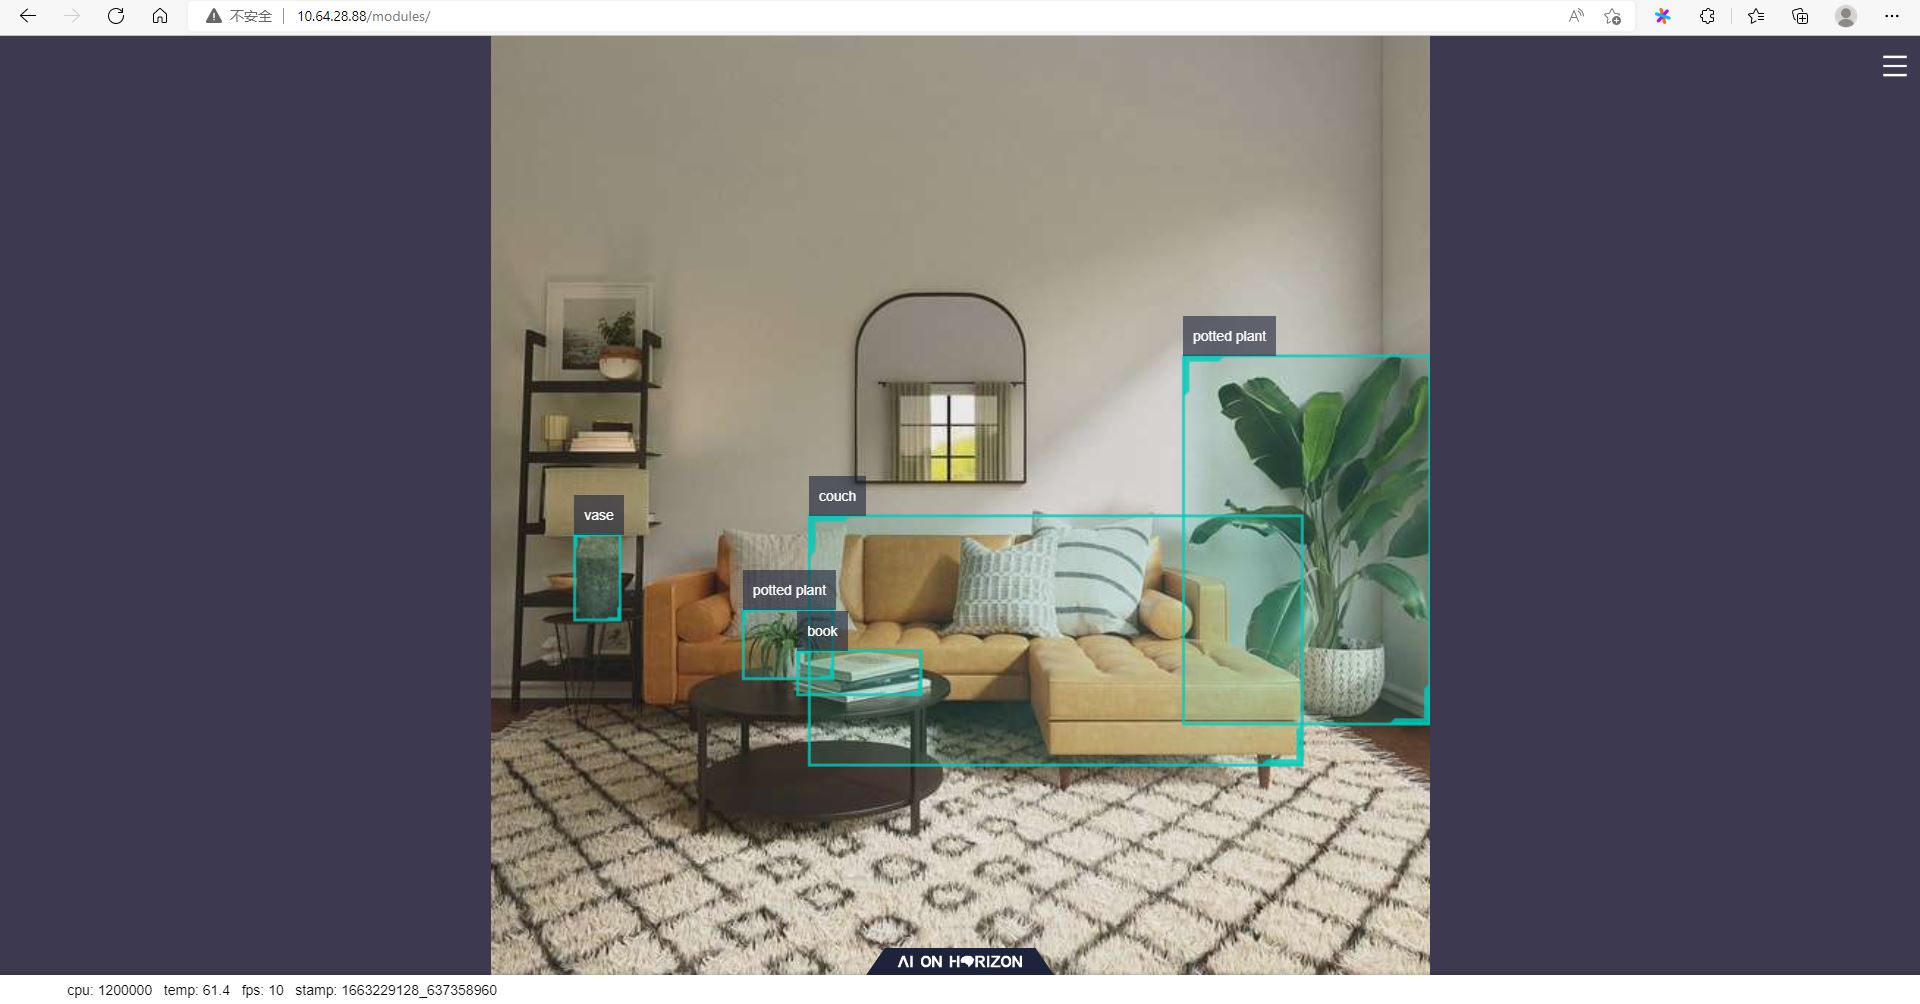 不安全 10.64.28.88/modules/
potted plant
couch
vase
potted plant
book
AI ON HORIZON
cpu: 1200000 temp: 61.4 fps: 10 stamp: 1663229128_637358960